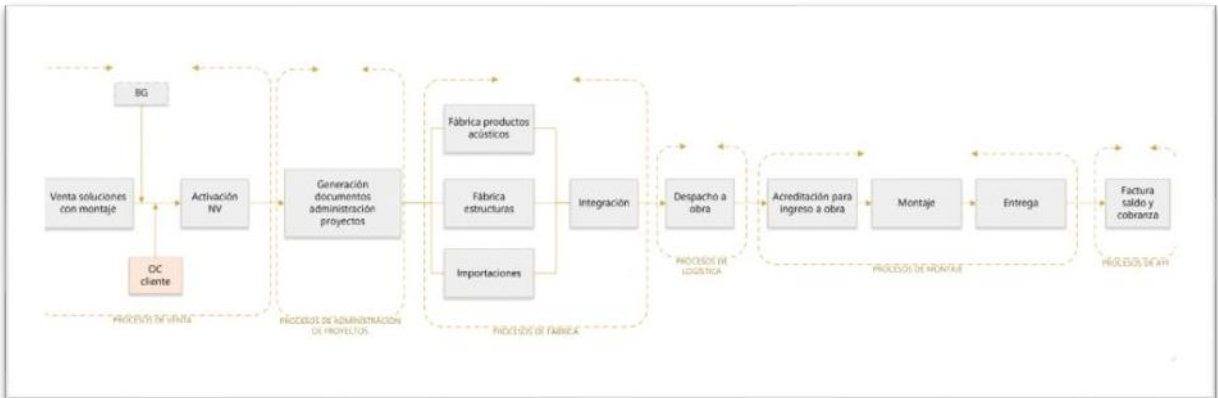 BG
Venta soluciones
con montaje
Activación
NV
OC
cliente
PROCESOS DE VENTA
Generación
documentos
administración
proyectos
PROCESOS DE ADMINISTRACIÓN
DE PROYECTOS
Fábrica productos
acústicos
Fábrica
estructuras
Importaciones
Integración
PROCESOS DE FÁBRICA
Despacho a
obra
PROCESOS DE
LOGÍSTICA
Acreditación para
ingreso a obra
Montaje
Entrega
PROCESOS DE MONTAJE
Factura
saldo y
cobranza
PROCESOS DE